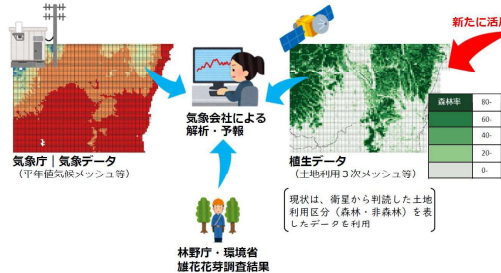 新たに活
気象会社による
解析・予報
気象庁｜気象データ
（平年値気候メッシュ等）
植生データ
（土地利用３次メッシュ等）
森林率
80-
60-
40-
20-
0-
現状は、衛星から判読した土地
利用区分（森林・非森林）を表
したデータを利用
林野庁・環境省
雄花花芽調査結果